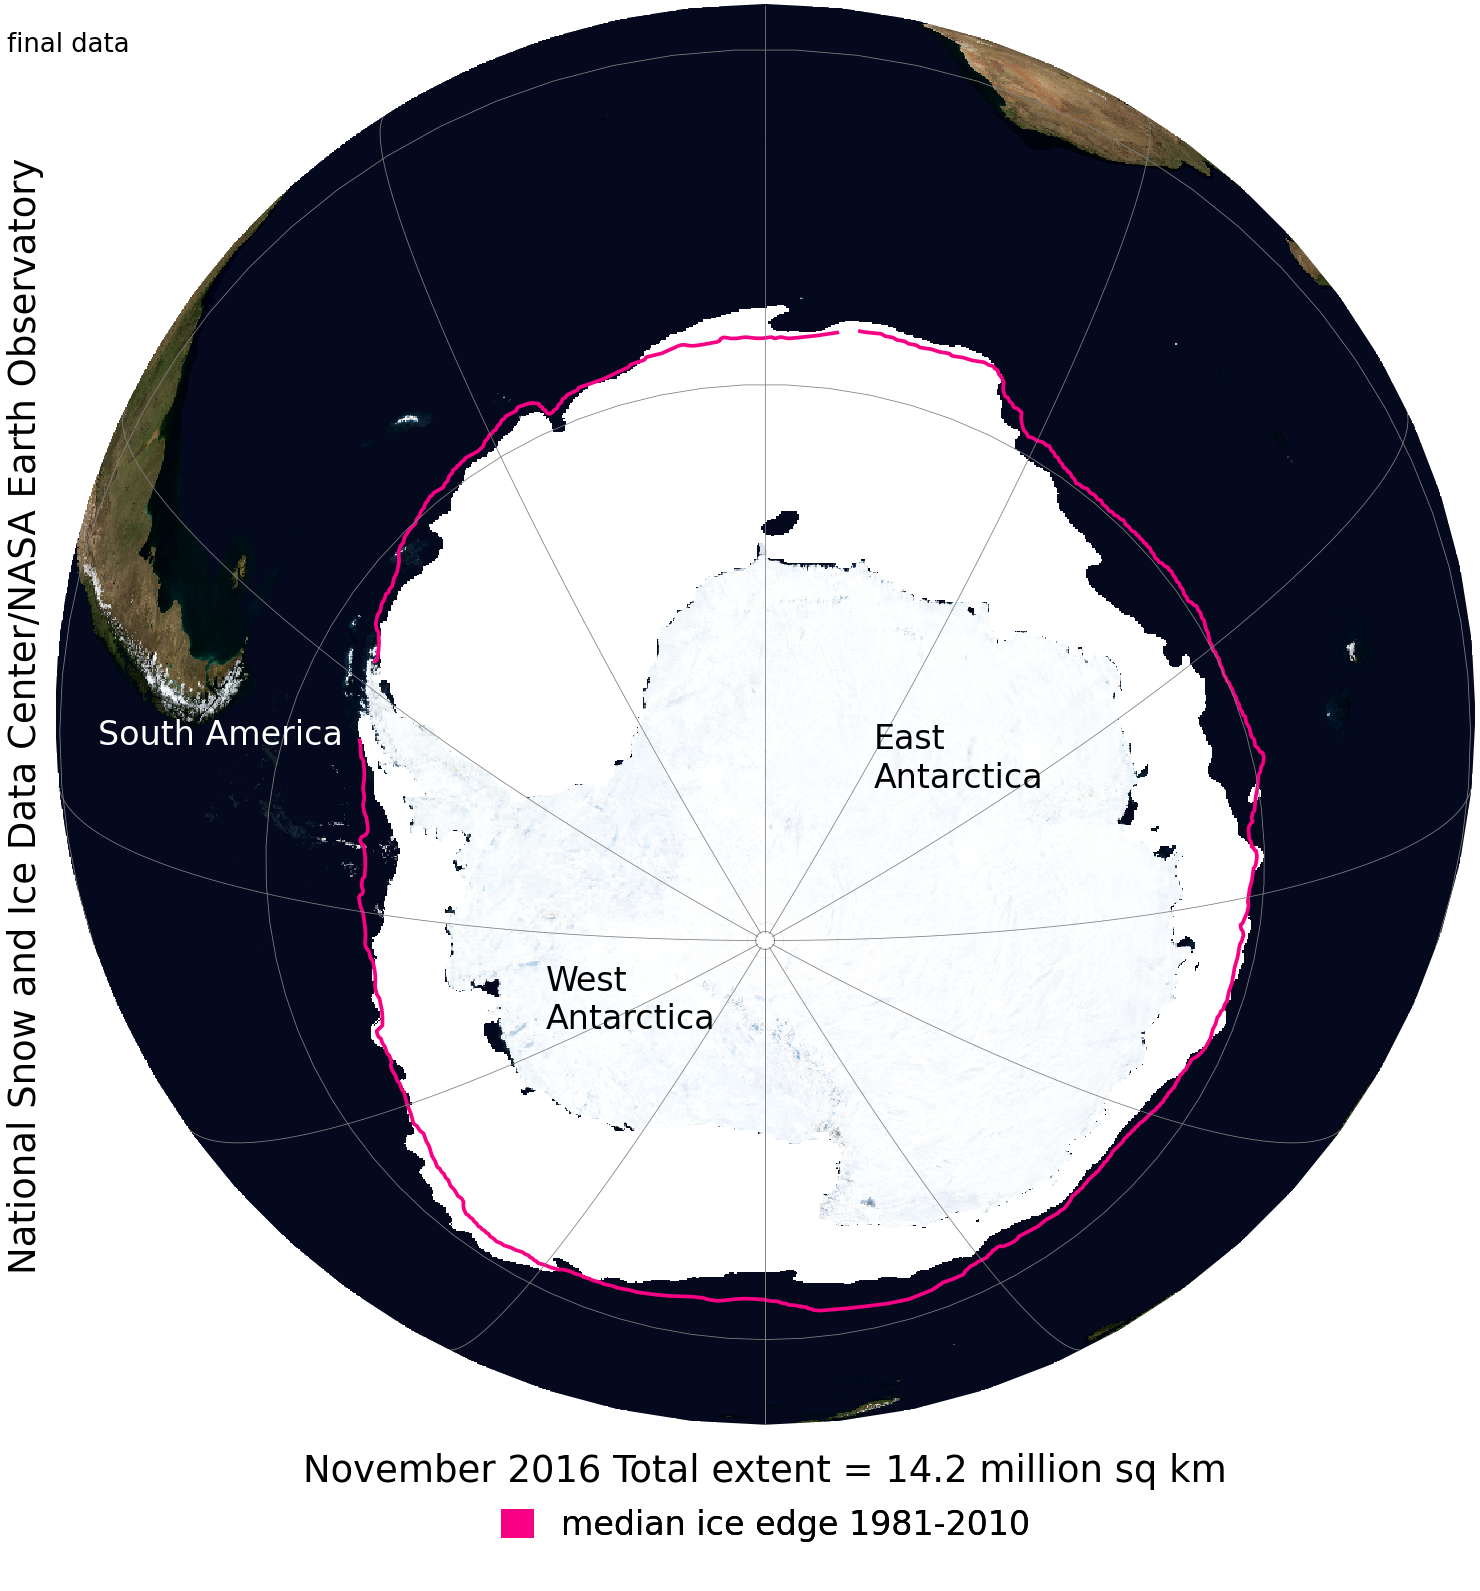 final data
National Snow and Ice Data Center/NASA Earth Observatory
South America
East
Antarctica
West
Antarctica
November 2016 Total extent = 14.2 million sq km
median ice edge 1981-2010